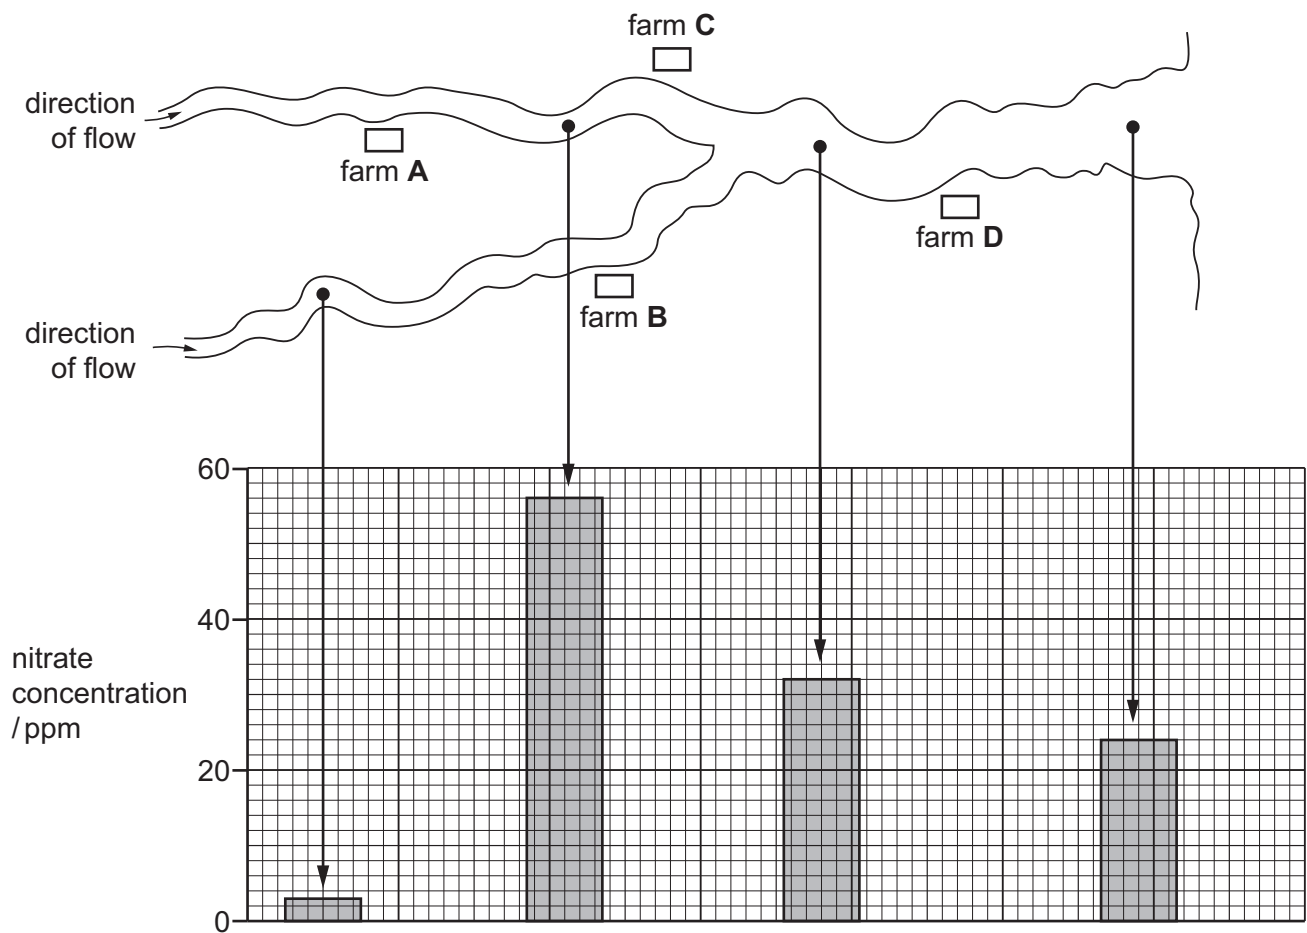 farm C
direction
of flow
farm A
farm D
farm B
direction
of flow
60
40
nitrate
concentration
/ ppm
20
0